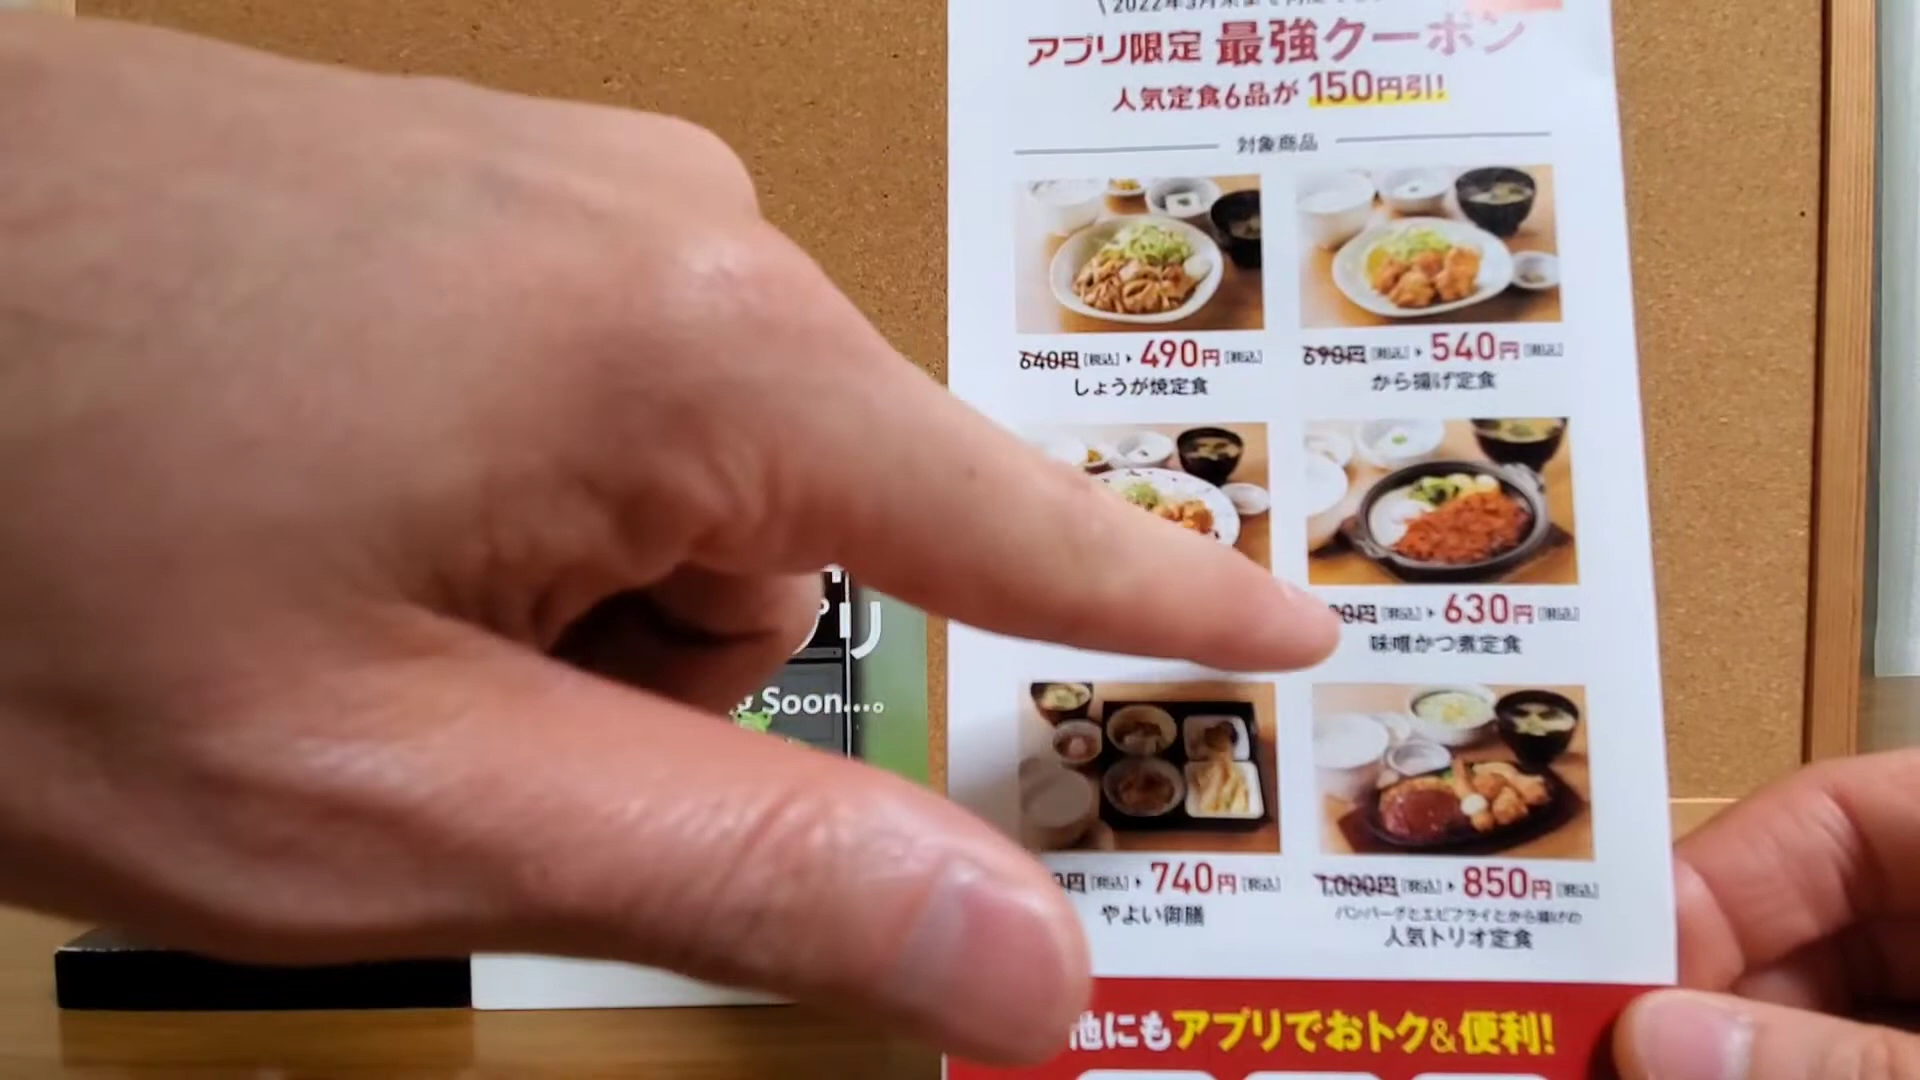 アプリ限定 最強クーポン
人気定食6品が 150円引!
対象商品
640円[税込]▸490円[税込]
しょうが焼定食
690円[税込]▸540円[税込]
から揚げ定食
0円[税込]▸630円[税込]
味噌かつ煮定食
円[税込]▸740円[税込]
やよい御膳
1,000円[税込]▸850円[税込]
ハンバーグとエビフライとから揚げの
人気トリオ定食
他にもアプリでおトク&便利!
リ
Soon...。